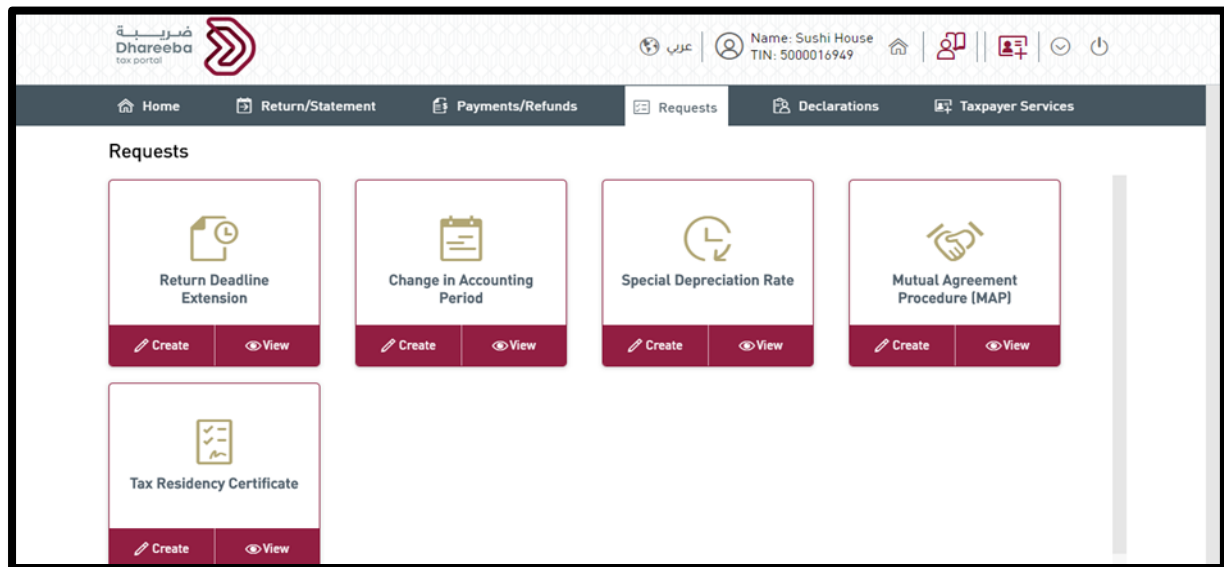 ضريبة
Dhareeba
tax portal
عربي
Name: Sushi House
TIN: 5000016949
Home
Return/Statement
Payments/Refunds
Requests
Declarations
Taxpayer Services
Requests
Return Deadline
Extension
Create
View
Change in Accounting
Period
Create
View
Special Depreciation Rate
Create
View
Mutual Agreement
Procedure (MAP)
Create
View
Tax Residency Certificate
Create
View